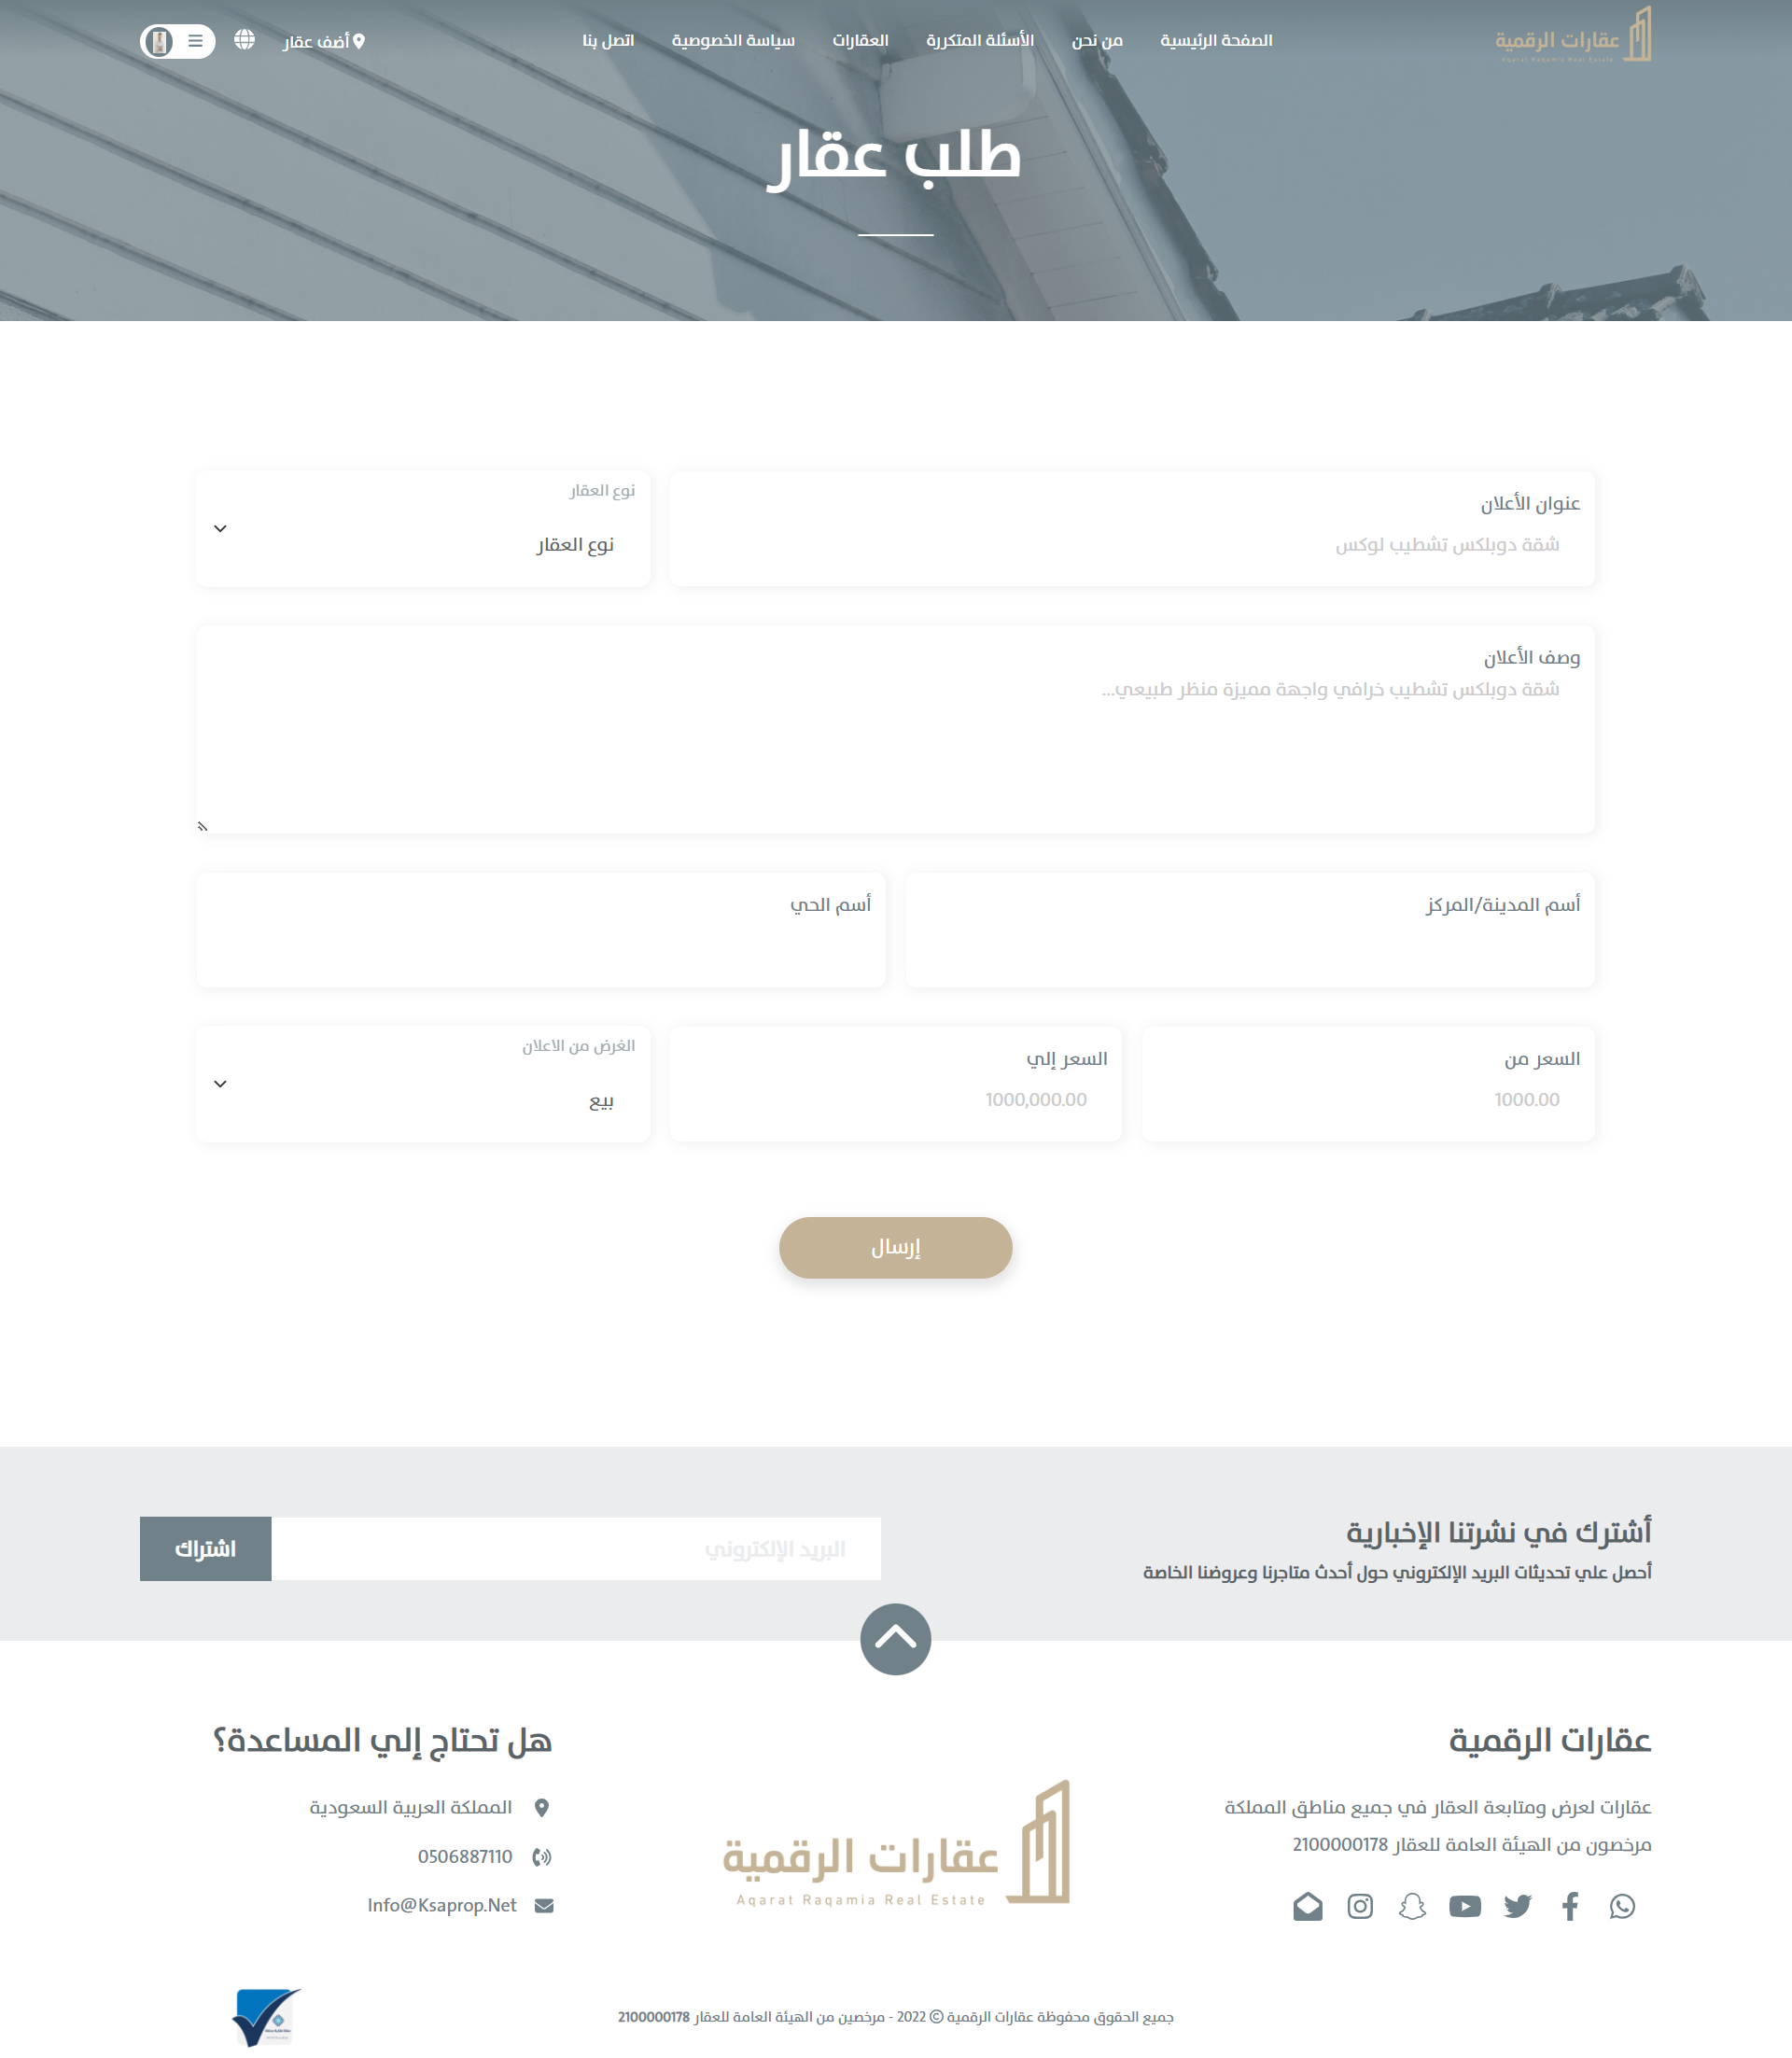 عقارات الرقمية
Aqarat Raqamia Real Estate
الصفحة الرئيسية
من نحن
الأسئلة المتكررة
العقارات
سياسة الخصوصية
اتصل بنا
أضف عقار
طلب عقار
عنوان الأعلان
شقة دوبلكس تشطيب لوكس
نوع العقار
نوع العقار
وصف الأعلان
شقة دوبلكس تشطيب خرافي واجهة مميزة منظر طبيعي...
أسم المدينة/المركز
أسم الحي
السعر من
1000.00
السعر إلي
1000,000.00
الغرض من الاعلان
بيع
إرسال
أشترك في نشرتنا الإخبارية
أحصل علي تحديثات البريد الإلكتروني حول أحدث متاجرنا وعروضنا الخاصة
البريد الإلكتروني
اشتراك
عقارات الرقمية
عقارات لعرض ومتابعة العقار في جميع مناطق المملكة
مرخصون من الهيئة العامة للعقار 2100000178
عقارات الرقمية
Aqarat Raqamia Real Estate
هل تحتاج إلي المساعدة؟
المملكة العربية السعودية
0506887110
Info@Ksaprop.Net
جميع الحقوق محفوظة عقارات الرقمية © 2022 - مرخصين من الهيئة العامة للعقار 2100000178